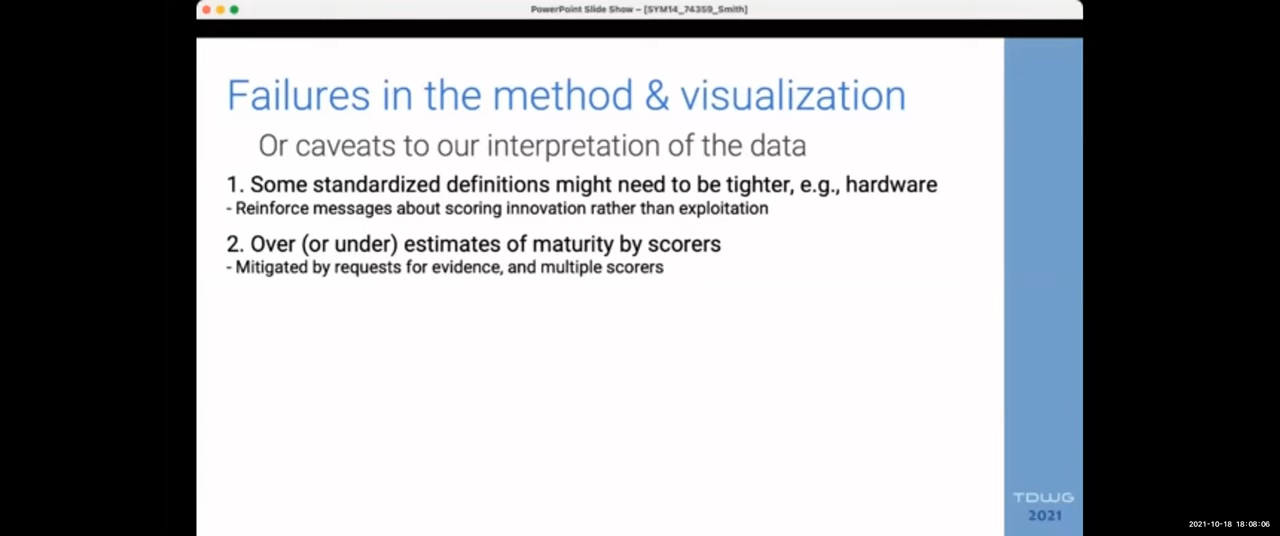 PowerPoint Slide Show – [SYM14_74359_Smith]
Failures in the method & visualization
Or caveats to our interpretation of the data
1. Some standardized definitions might need to be tighter, e.g., hardware
- Reinforce messages about scoring innovation rather than exploitation
2. Over (or under) estimates of maturity by scorers
- Mitigated by requests for evidence, and multiple scorers
TDWG
2021
2021-10-18 18:08:06